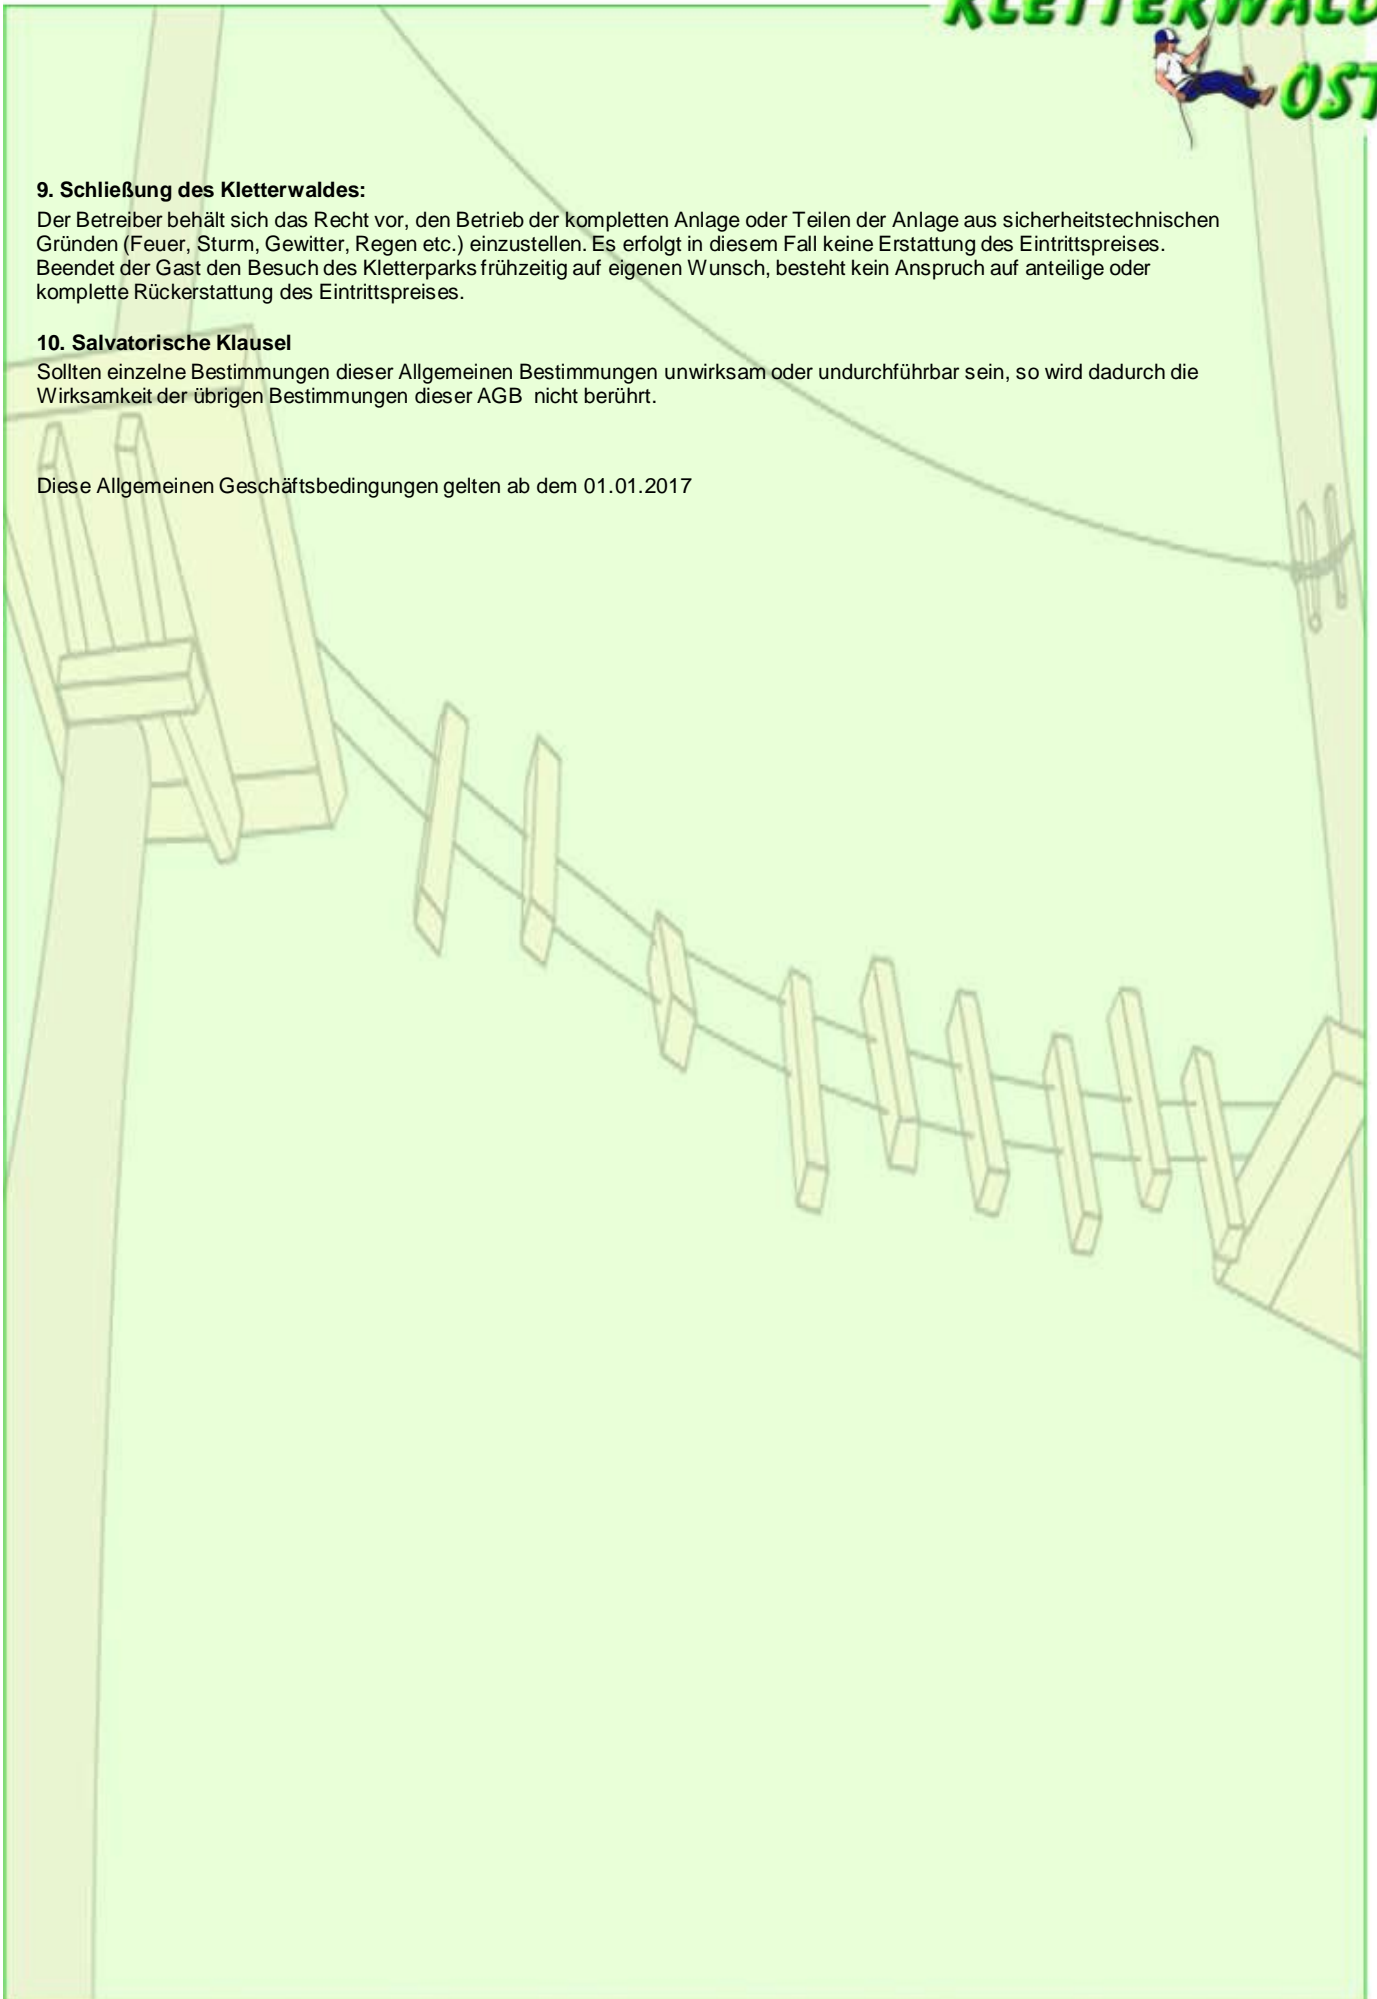 KLETTERWALD
OST
9. Schließung des Kletterwaldes:
Der Betreiber behält sich das Recht vor, den Betrieb der kompletten Anlage oder Teilen der Anlage aus sicherheitstechnischen
Gründen (Feuer, Sturm, Gewitter, Regen etc.) einzustellen. Es erfolgt in diesem Fall keine Erstattung des Eintrittspreises.
Beendet der Gast den Besuch des Kletterparks frühzeitig auf eigenen Wunsch, besteht kein Anspruch auf anteilige oder
komplette Rückerstattung des Eintrittspreises.
10. Salvatorische Klausel
Sollten einzelne Bestimmungen dieser Allgemeinen Bestimmungen unwirksam oder undurchführbar sein, so wird dadurch die
Wirksamkeit der übrigen Bestimmungen dieser AGB nicht berührt.
Diese Allgemeinen Geschäftsbedingungen gelten ab dem 01.01.2017